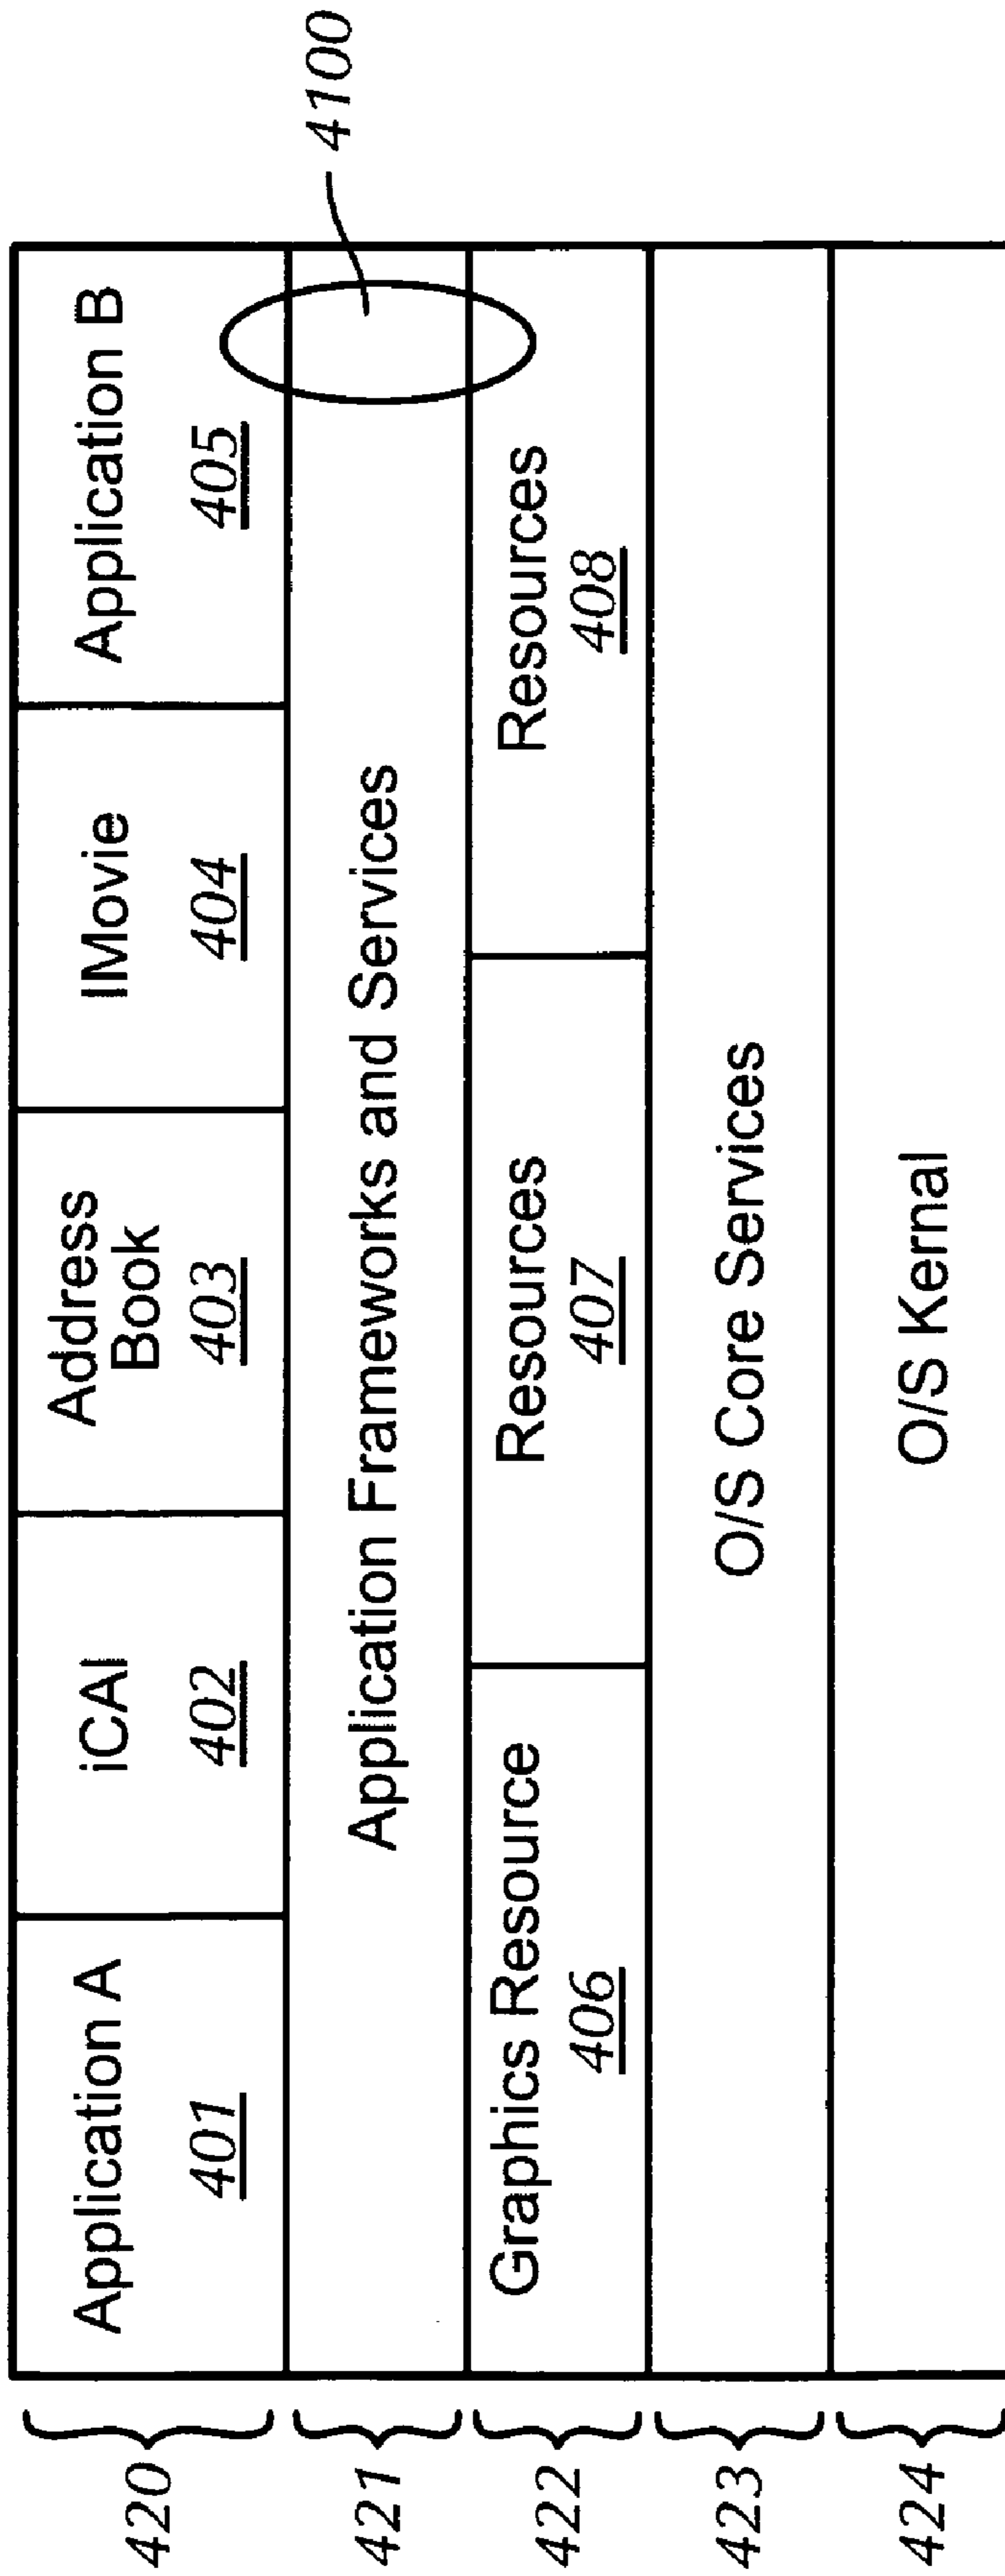 4100
Application A
401
iCAl
402
Address
Book
403
IMovie
404
Application B
405
420
Application Frameworks and Services
421
Graphics Resource
406
Resources
407
Resources
408
422
O/S Core Services
423
O/S Kernal
424